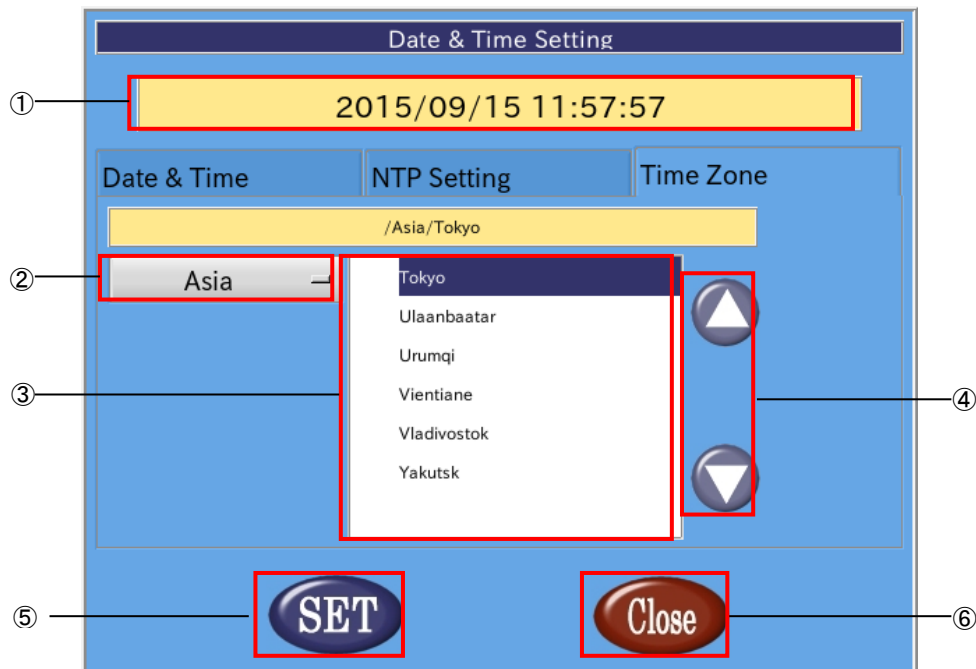 Date & Time Setting
① 2015/09/15 11:57:57
Date & Time NTP Setting Time Zone
/Asia/Tokyo
② Asia Tokyo
Ulaanbaatar
Urumqi
③ Vientiane ④
Vladivostok
Yakutsk
⑤ SET Close ⑥